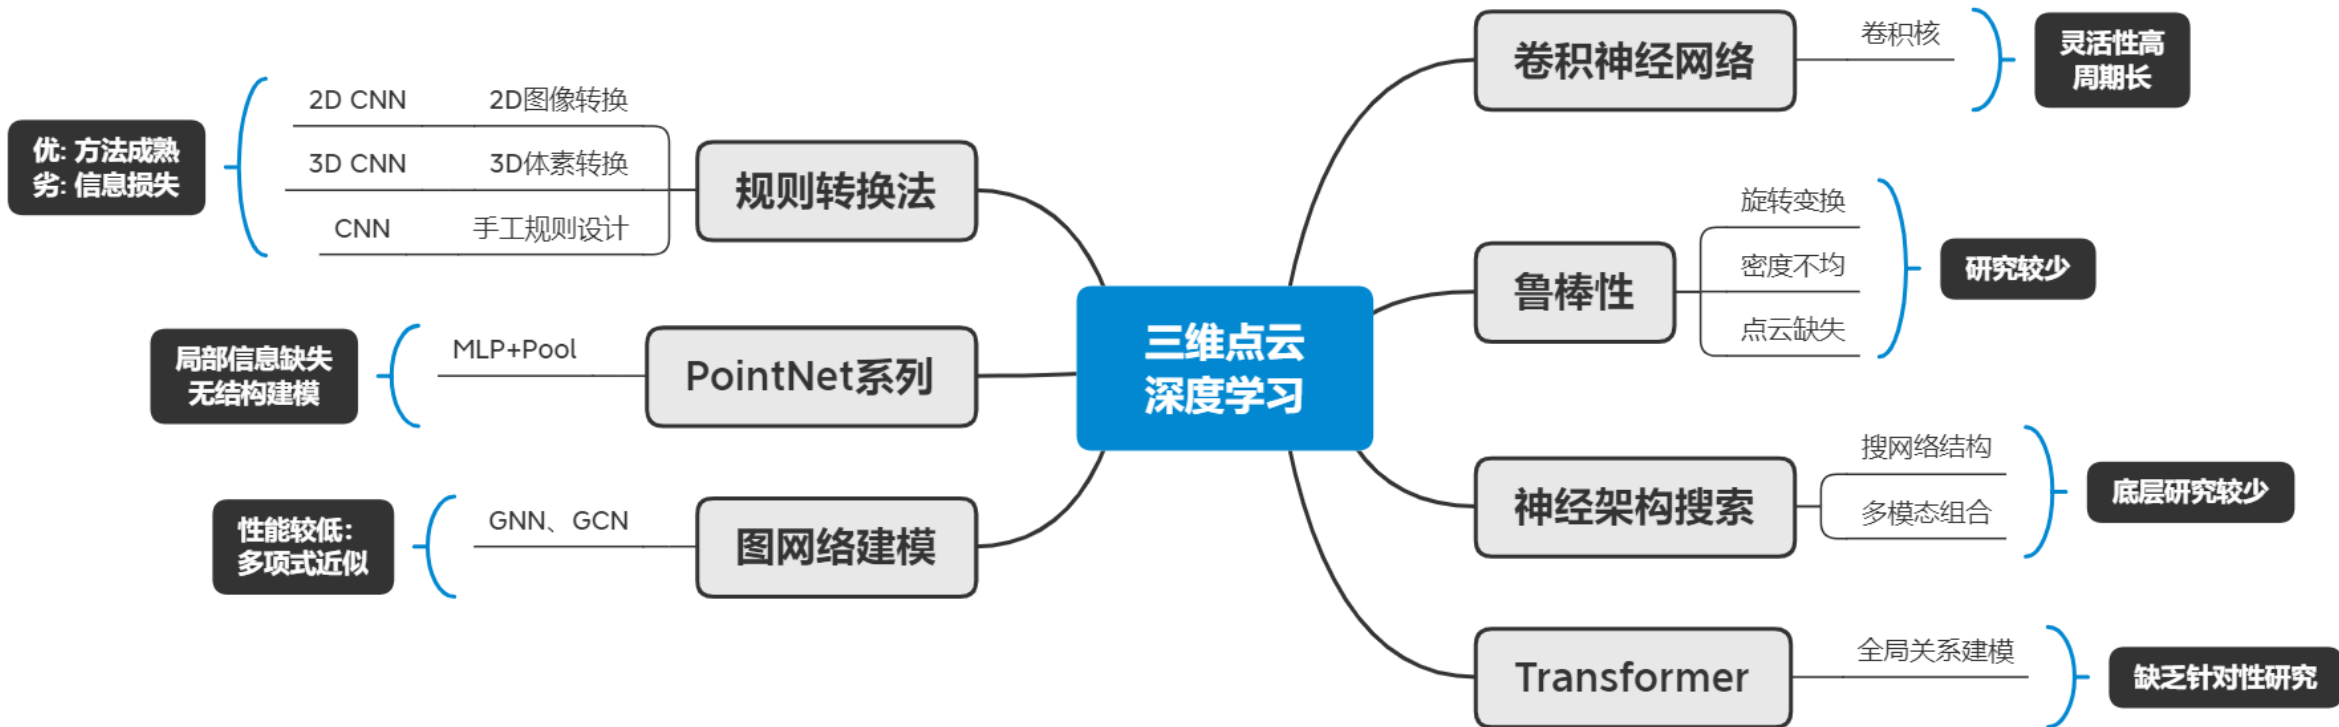 三维点云
深度学习
规则转换法
2D图像转换
2D CNN
3D体素转换
3D CNN
手工规则设计
CNN
优: 方法成熟
劣: 信息损失
PointNet系列
MLP+Pool
局部信息缺失
无结构建模
图网络建模
GNN、GCN
性能较低:
多项式近似
卷积神经网络
卷积核
灵活性高
周期长
鲁棒性
旋转变换
密度不均
点云缺失
研究较少
神经架构搜索
搜网络结构
多模态组合
底层研究较少
Transformer
全局关系建模
缺乏针对性研究